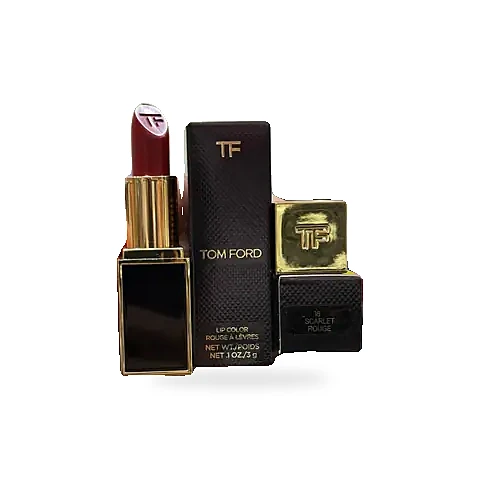 TF
TF
TOM FORD
LIP COLOR
ROUGE À LÈVRES
NET WT./POIDS
NET .1 OZ./3 g
TF
16
SCARLET
ROUGE